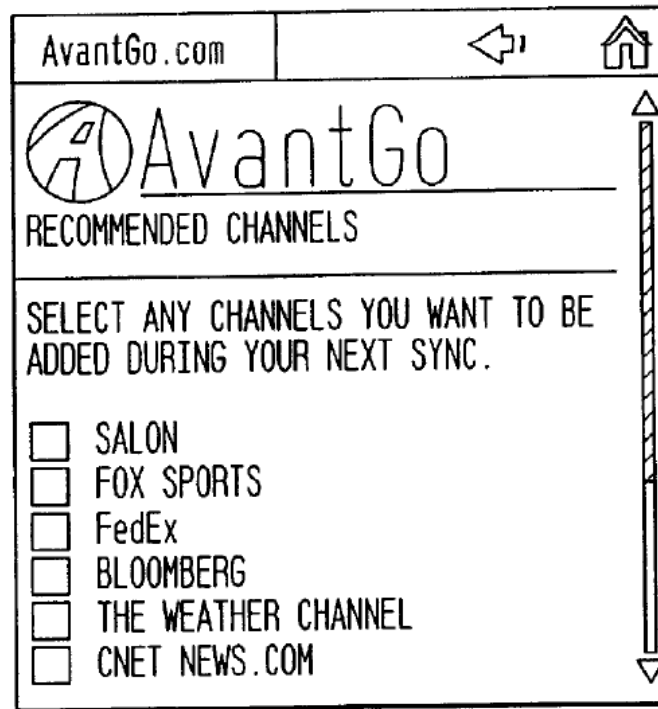 AvantGo.com
AvantGo
RECOMMENDED CHANNELS
SELECT ANY CHANNELS YOU WANT TO BE
ADDED DURING YOUR NEXT SYNC.
SALON
FOX SPORTS
FedEx
BLOOMBERG
THE WEATHER CHANNEL
CNET NEWS.COM